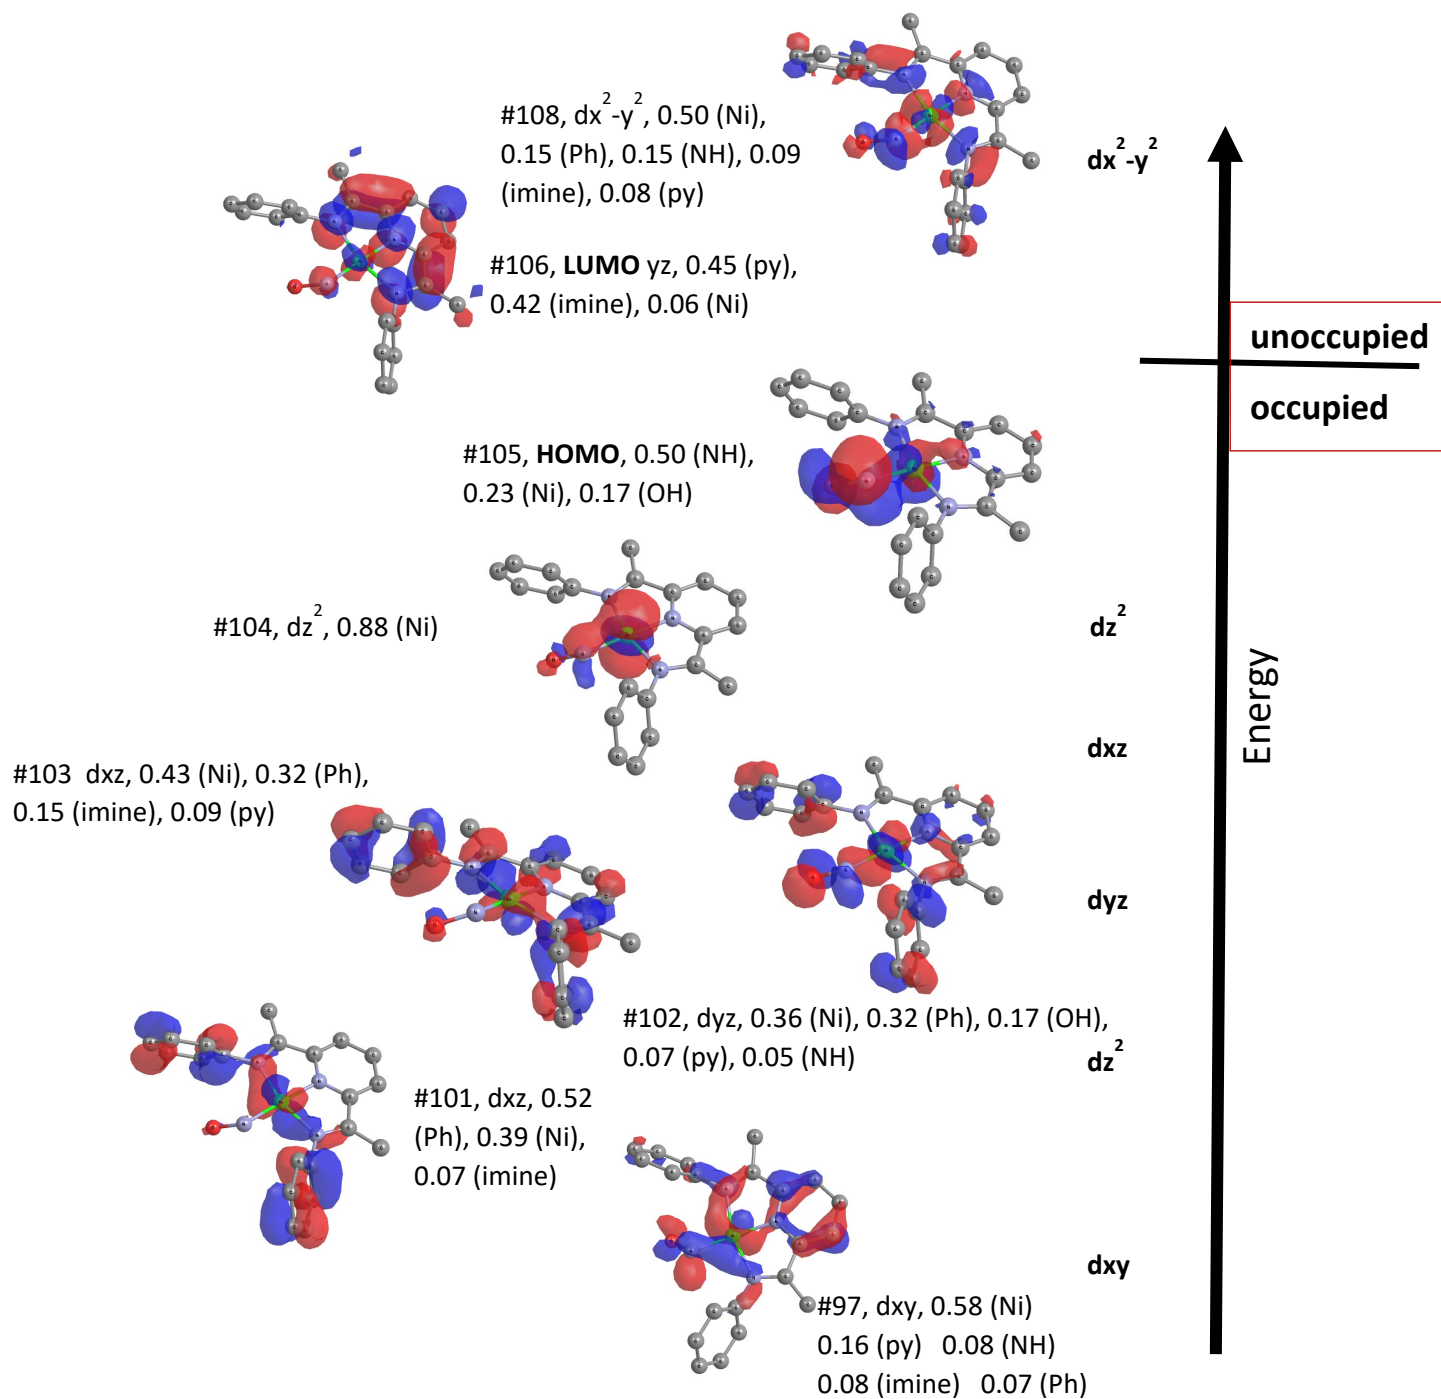 #108, dx²-y², 0.50 (Ni),
0.15 (Ph), 0.15 (NH), 0.09
(imine), 0.08 (py)
dx²-y²
#106, LUMO yz, 0.45 (py),
0.42 (imine), 0.06 (Ni)
unoccupied
occupied
#105, HOMO, 0.50 (NH),
0.23 (Ni), 0.17 (OH)
#104, dz², 0.88 (Ni)
dz²
Energy
dxz
#103 dxz, 0.43 (Ni), 0.32 (Ph),
0.15 (imine), 0.09 (py)
dyz
#102, dyz, 0.36 (Ni), 0.32 (Ph), 0.17 (OH),
0.07 (py), 0.05 (NH)
dz²
#101, dxz, 0.52
(Ph), 0.39 (Ni),
0.07 (imine)
dxy
#97, dxy, 0.58 (Ni)
0.16 (py) 0.08 (NH)
0.08 (imine) 0.07 (Ph)